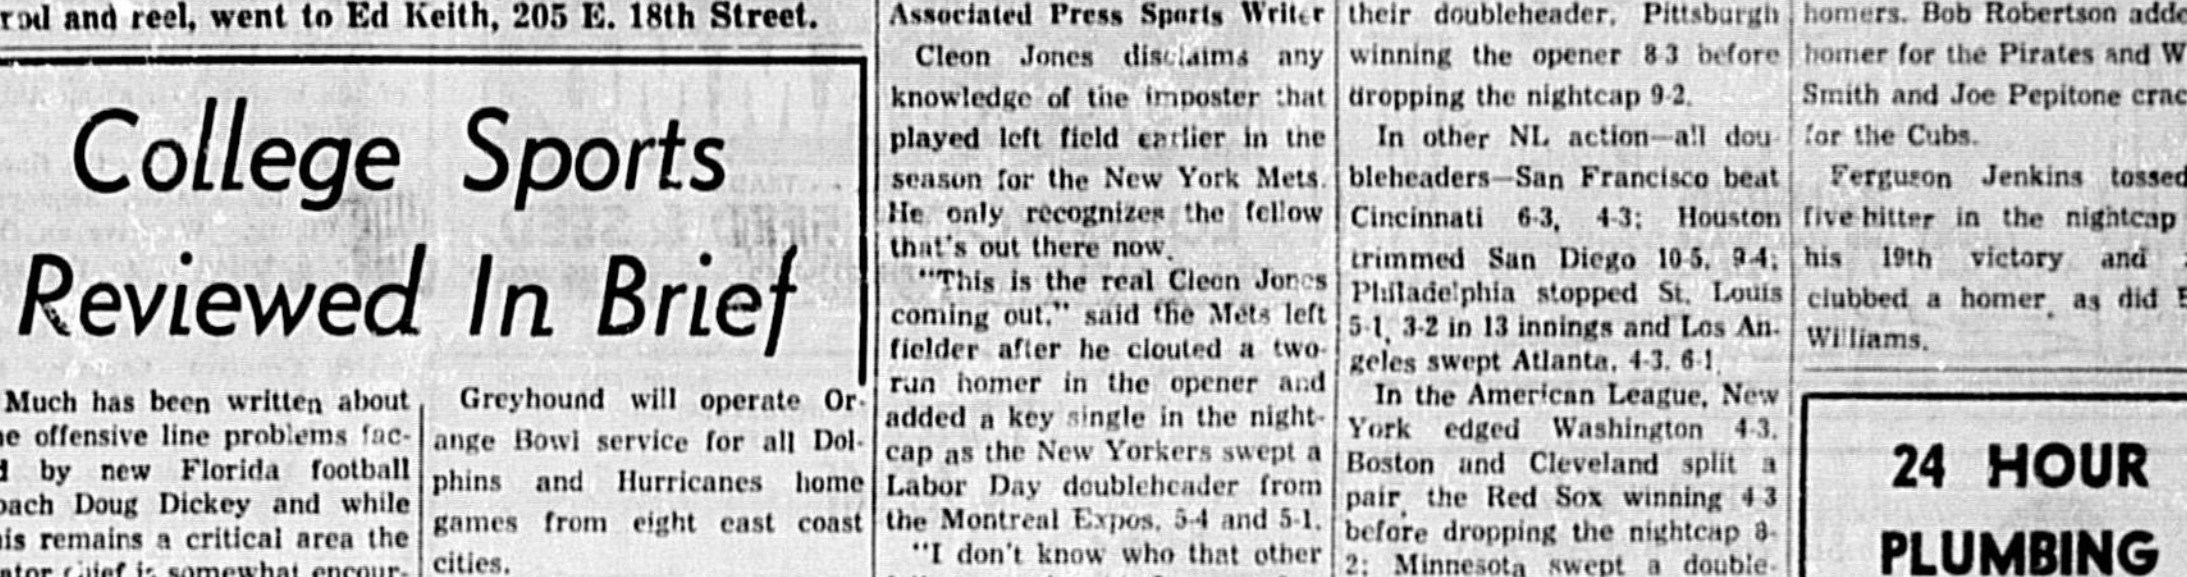 rod and reel, went to Ed Keith, 205 E. 18th Street.
College Sports
Reviewed In Brief
Much has been written about
offensive line problems fac-
by new Florida football
Doug Dickey and while
remains a critical area the
is somewhat encour-
Greyhound will operate Or-
ange Bowl service for all Dol-
phins and Hurricanes home
games from eight east coast
cities.
Associated Press Sports Writer
Cleon Jones disclaims any
knowledge of the imposter that
played left field earlier in the
season for the New York Mets.
He only recognizes the fellow
that's out there now.
"This is the real Cleon Jones
coming out," said the Mets left
fielder after he clouted a two-
run homer in the opener and
added a key single in the night-
cap as the New Yorkers swept a
Labor Day doubleheader from
the Montreal Expos, 5-4 and 5-1.
"I don't know who that other
their doubleheader, Pittsburgh
winning the opener 8-3 before
dropping the nightcap 9-2.
In other NL action—all dou-
bleheaders—San Francisco beat
Cincinnati 6-3, 4-3; Houston
trimmed San Diego 10-5, 9-4;
Philadelphia stopped St. Louis
5-1, 3-2 in 13 innings and Los An-
geles swept Atlanta, 4-3, 6-1.
In the American League, New
York edged Washington 4-3,
Boston and Cleveland split a
pair, the Red Sox winning 4-3
before dropping the nightcap 8-
2; Minnesota swept a double-
homers. Bob Robertson
homer for the Pirates and
Smith and Joe Pepitone
for the Cubs.
Ferguson Jenkins tossed
five-hitter in the nightcap
his 19th victory and
clubbed a homer, as did
Williams.
24 HOUR
PLUMBING